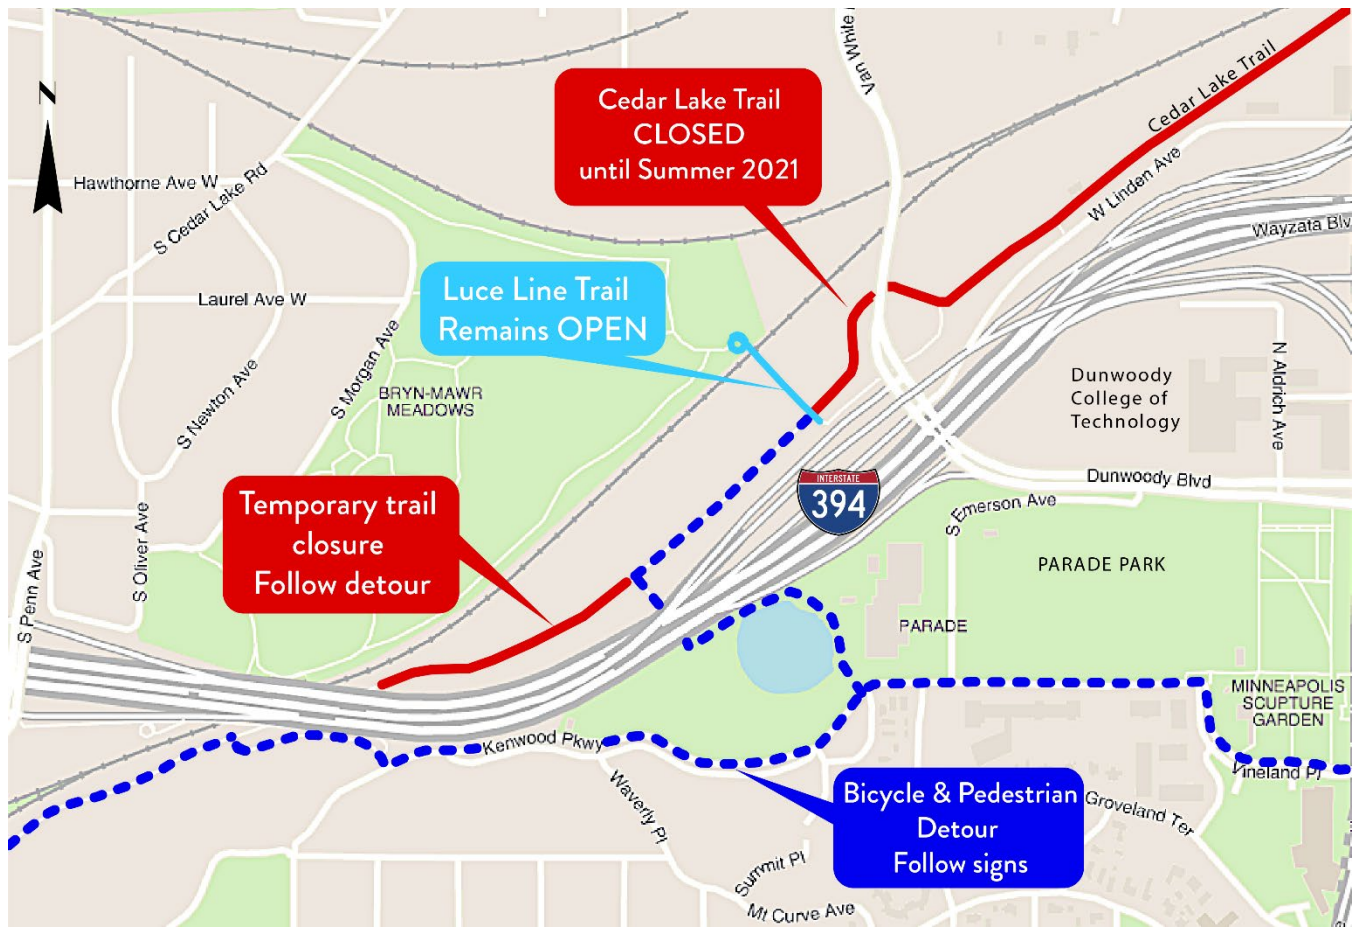 N
Van White
Cedar Lake Trail
CLOSED
until Summer 2021
Cedar Lake Trail
W Linden Ave
Wayzata Blv
Hawthorne Ave W
S Cedar Lake Rd
Laurel Ave W
Luce Line Trail
Remains OPEN
S Newton Ave
S Morgan Ave
BRYN-MAWR
MEADOWS
Dunwoody
College of
Technology
N Aldrich Ave
Dunwoody Blvd
INTERSTATE
394
S Emerson Ave
Temporary trail
closure
Follow detour
S Penn Ave
S Oliver Ave
PARADE PARK
PARADE
MINNEAPOLIS
SCUPTURE
GARDEN
Kenwood Pkwy
Vineland Pl
Waverly Pl
Bicycle & Pedestrian
Detour
Follow signs
Groveland Ter
Summit Pl
Mt Curve Ave